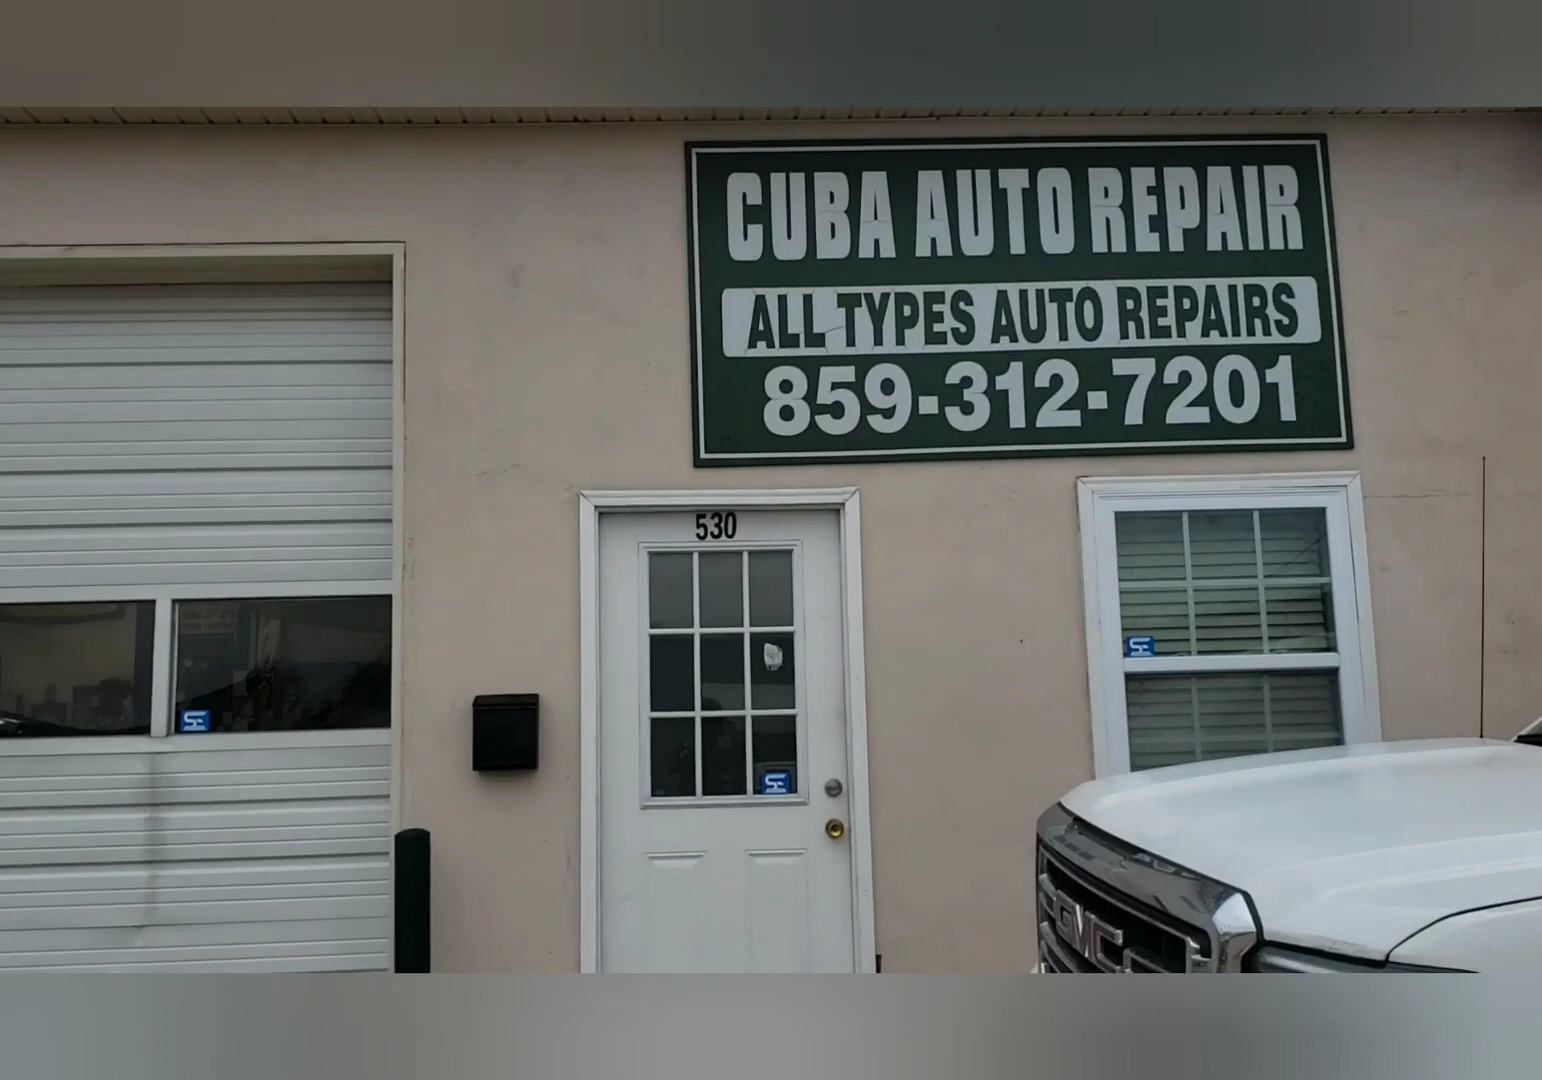 CUBA AUTO REPAIR
ALL TYPES AUTO REPAIRS
859-312-7201
530
GMC